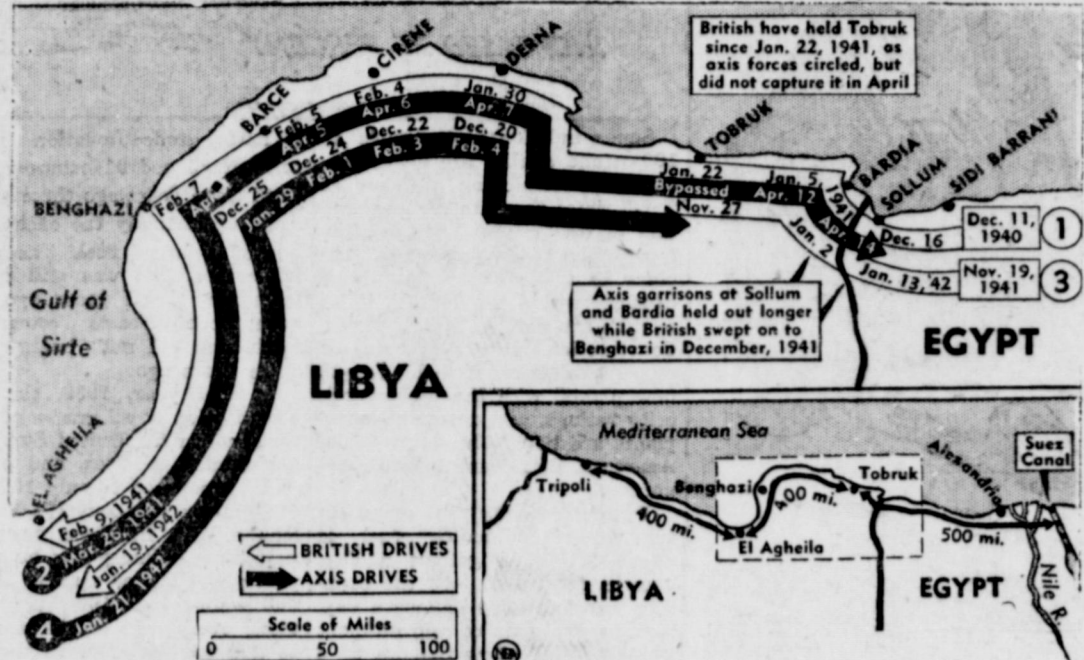 British have held Tobruk
since Jan. 22, 1941, as
axis forces circled, but
did not capture it in April
CIRENE
DERNA
BARCE
TOBRUK
BARDIA
SOLLUM
SIDI BARRANI
BENGHAZI
Feb. 7
Feb. 5
Feb. 4
Jan. 30
Jan. 22
Jan. 5, 1941
Dec. 16
Dec. 11,
1940
1
Apr. 5
Apr. 6
Apr. 7
Bypassed
Apr. 12
Dec. 25
Dec. 24
Dec. 22
Dec. 20
Nov. 27
Jan. 2
Jan. 13, '42
Nov. 19,
1941
3
Jan. 29
Feb. 1
Feb. 3
Feb. 4
Gulf of
Sirte
LIBYA
EGYPT
Axis garrisons at Sollum
and Bardia held out longer
while British swept on to
Benghazi in December, 1941
EL AGHEILA
Feb. 9, 1941
Mar. 26, 1941
2
Jan. 19, 1942
Jan. 21, 1942
4
BRITISH DRIVES
AXIS DRIVES
Scale of Miles
0 50 100
Mediterranean Sea
Tripoli
Benghazi
Tobruk
Alexandria
Suez
Canal
400 mi.
400 mi.
500 mi.
El Agheila
LIBYA
EGYPT
Nile R.
NEA